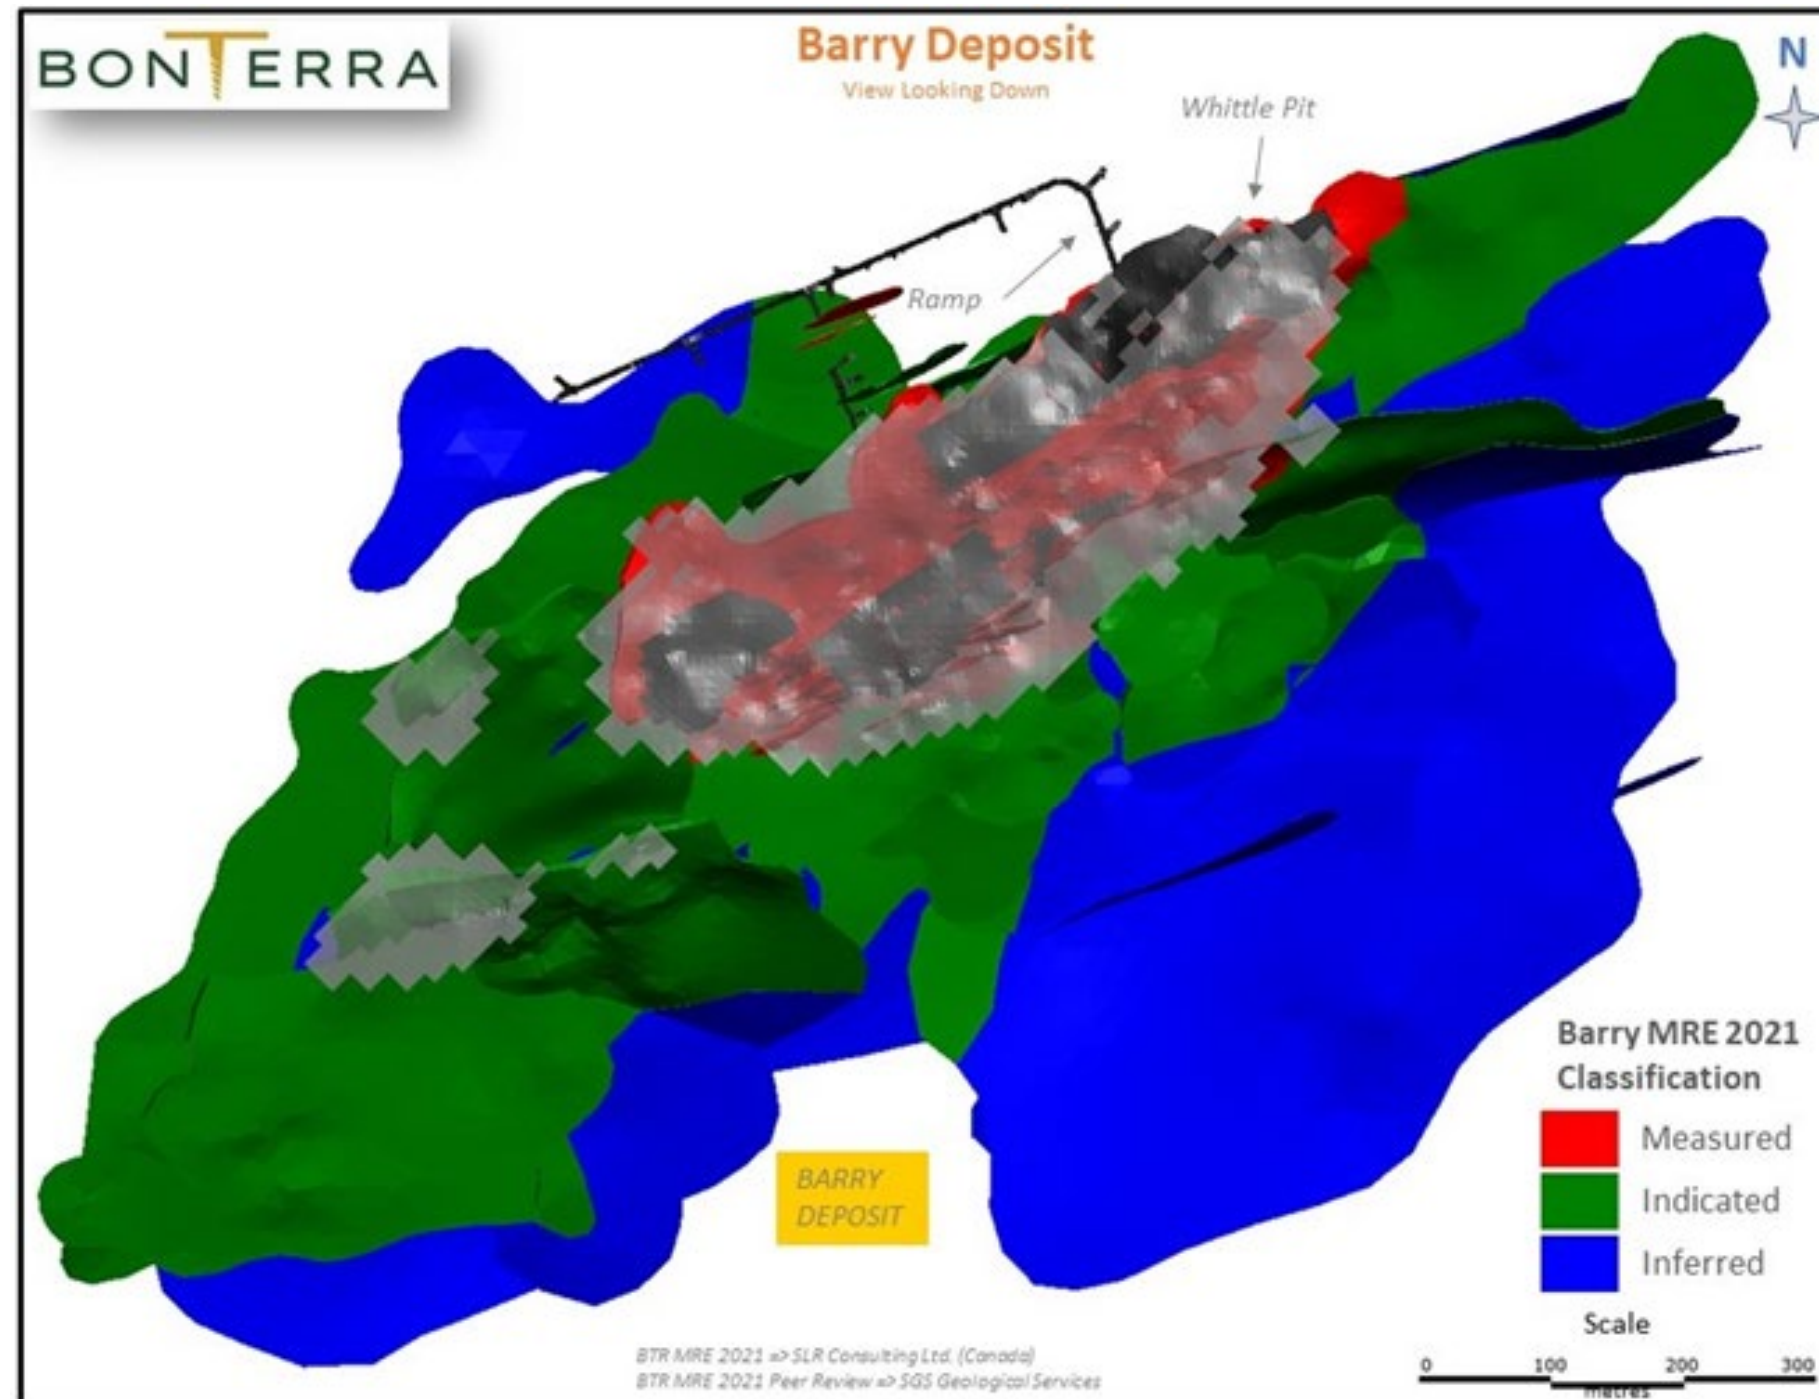 BONTERRA
Barry Deposit
View Looking Down
N
Whittle Pit
Ramp
Barry MRE 2021
Classification
Measured
Indicated
Inferred
BARRY
DEPOSIT
Scale
0 100 200 300
metres
BTR MRE 2021 => SLR Consulting Ltd. (Canada)
BTR MRE 2021 Peer Review => SGS Geological Services